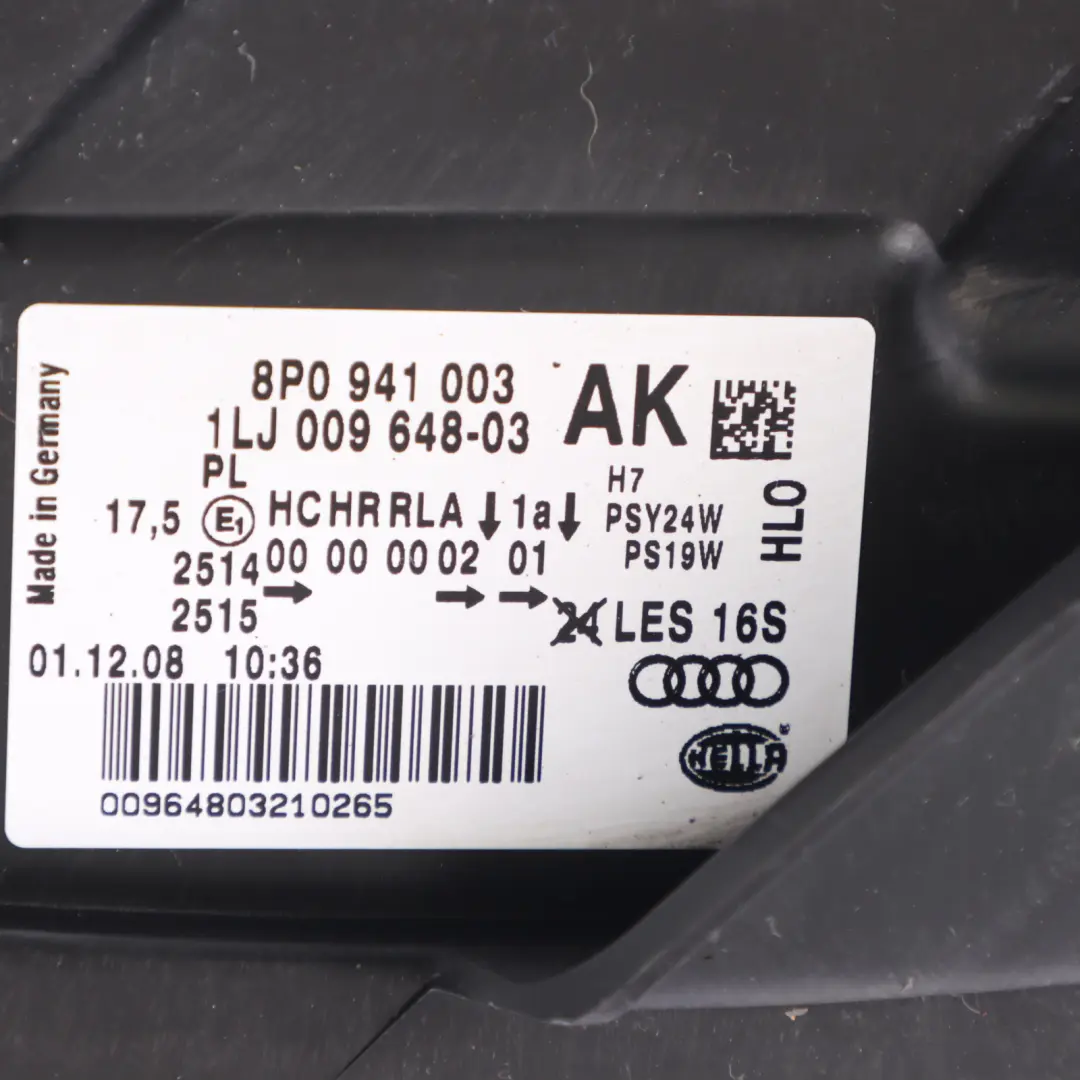 Made in Germany
8P0 941 003 AK
1LJ 009 648-03
PL
H7
17,5 E1 HCHRRLA ↓ 1a ↓ PSY24W
PS19W
HLO
2514 00 00 00 02 01
→ → →
2515
24 LES 16S
01.12.08 10:36
HELLA ®
00964803210265